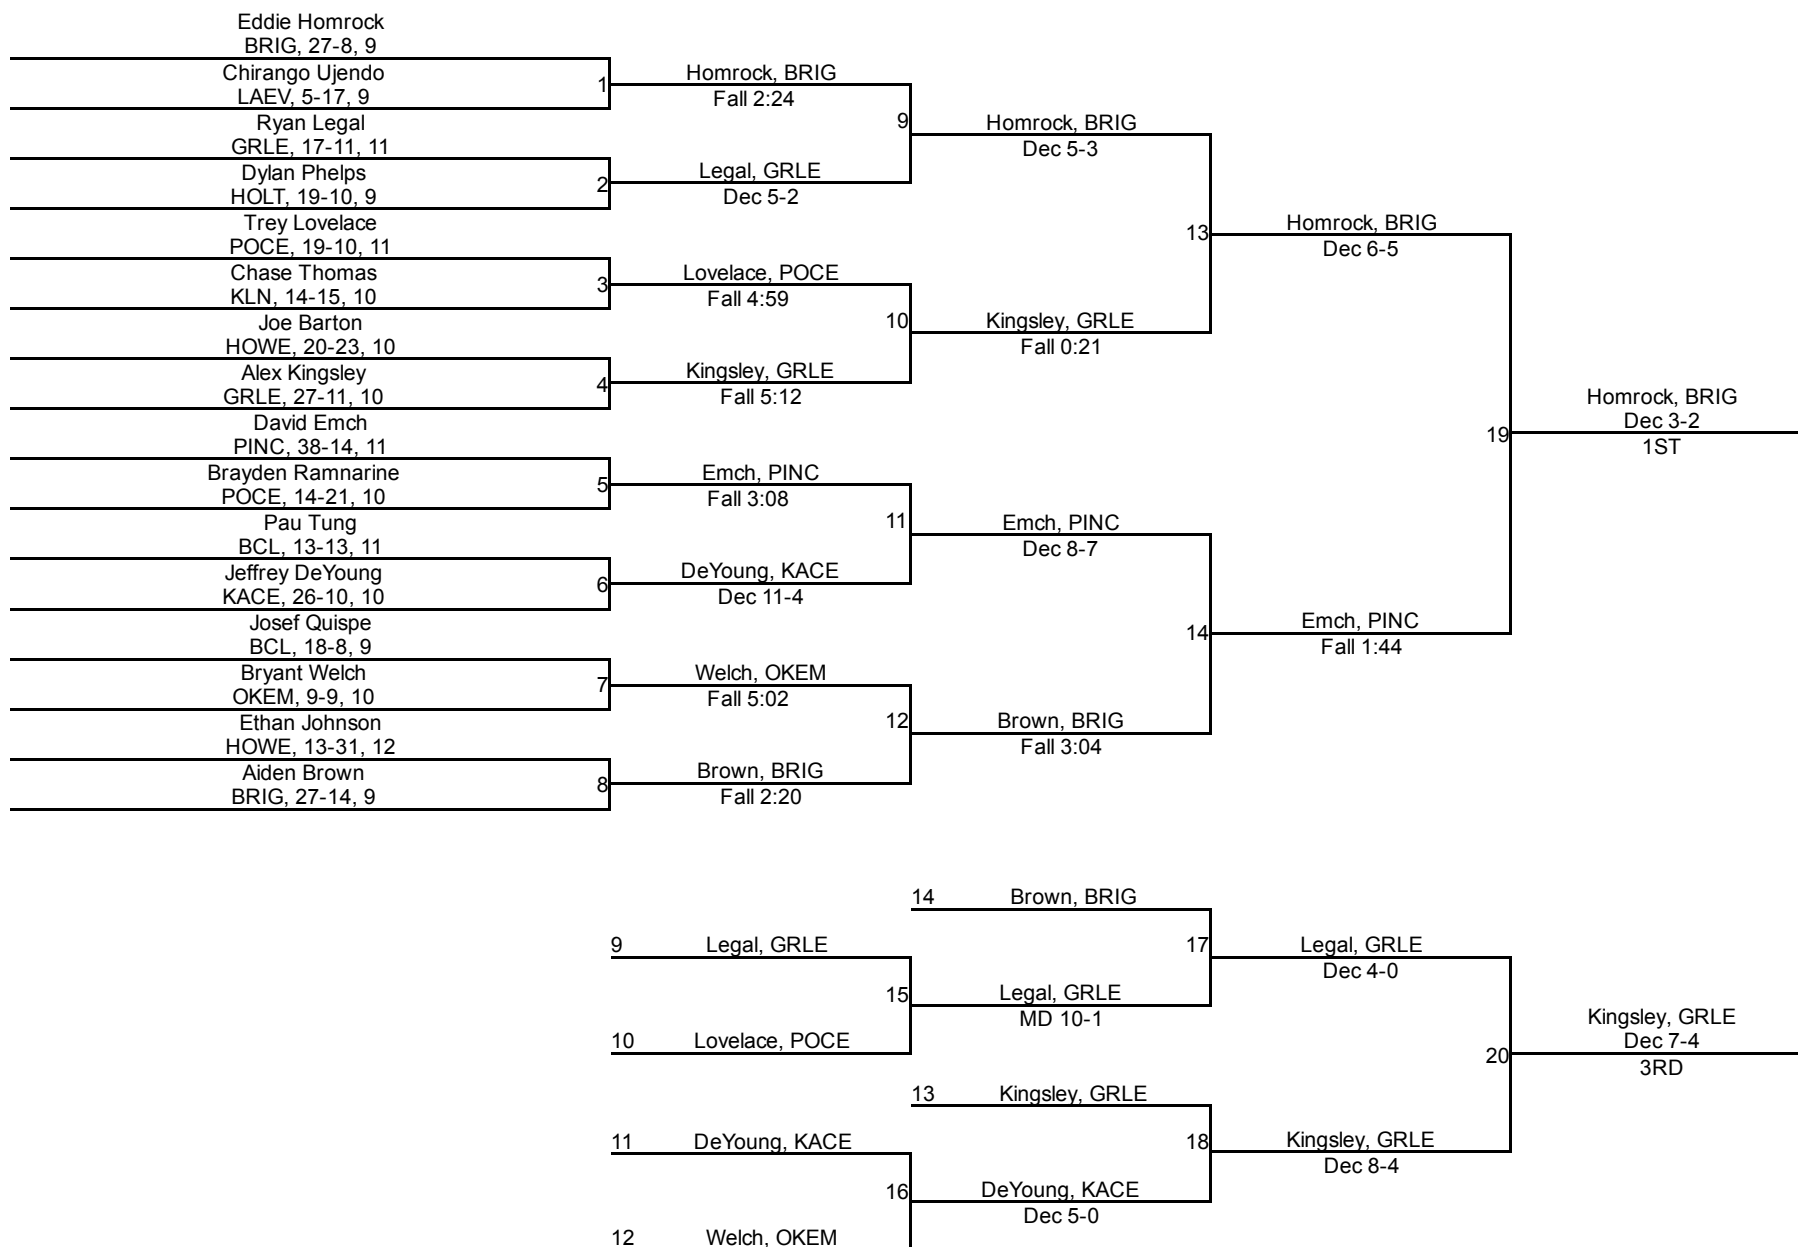 Eddie Homrock
BRIG, 27-8, 9
Chirango Ujendo
LAEV, 5-17, 9
Ryan Legal
GRLE, 17-11, 11
Dylan Phelps
HOLT, 19-10, 9
Trey Lovelace
POCE, 19-10, 11
Chase Thomas
KLN, 14-15, 10
Joe Barton
HOWE, 20-23, 10
Alex Kingsley
GRLE, 27-11, 10
David Emch
PINC, 38-14, 11
Brayden Ramnarine
POCE, 14-21, 10
Pau Tung
BCL, 13-13, 11
Jeffrey DeYoung
KACE, 26-10, 10
Josef Quispe
BCL, 18-8, 9
Bryant Welch
OKEM, 9-9, 10
Ethan Johnson
HOWE, 13-31, 12
Aiden Brown
BRIG, 27-14, 9
1
Homrock, BRIG
Fall 2:24
2
Legal, GRLE
Dec 5-2
3
Lovelace, POCE
Fall 4:59
4
Kingsley, GRLE
Fall 5:12
5
Emch, PINC
Fall 3:08
6
DeYoung, KACE
Dec 11-4
7
Welch, OKEM
Fall 5:02
8
Brown, BRIG
Fall 2:20
9
Homrock, BRIG
Dec 5-3
10
Kingsley, GRLE
Fall 0:21
11
Emch, PINC
Dec 8-7
12
Brown, BRIG
Fall 3:04
13
Homrock, BRIG
Dec 6-5
14
Emch, PINC
Fall 1:44
19
Homrock, BRIG
Dec 3-2
1ST
14 Brown, BRIG
9 Legal, GRLE
15
Legal, GRLE
MD 10-1
10 Lovelace, POCE
17
Legal, GRLE
Dec 4-0
13 Kingsley, GRLE
11 DeYoung, KACE
16
DeYoung, KACE
Dec 5-0
12 Welch, OKEM
18
Kingsley, GRLE
Dec 8-4
20
Kingsley, GRLE
Dec 7-4
3RD